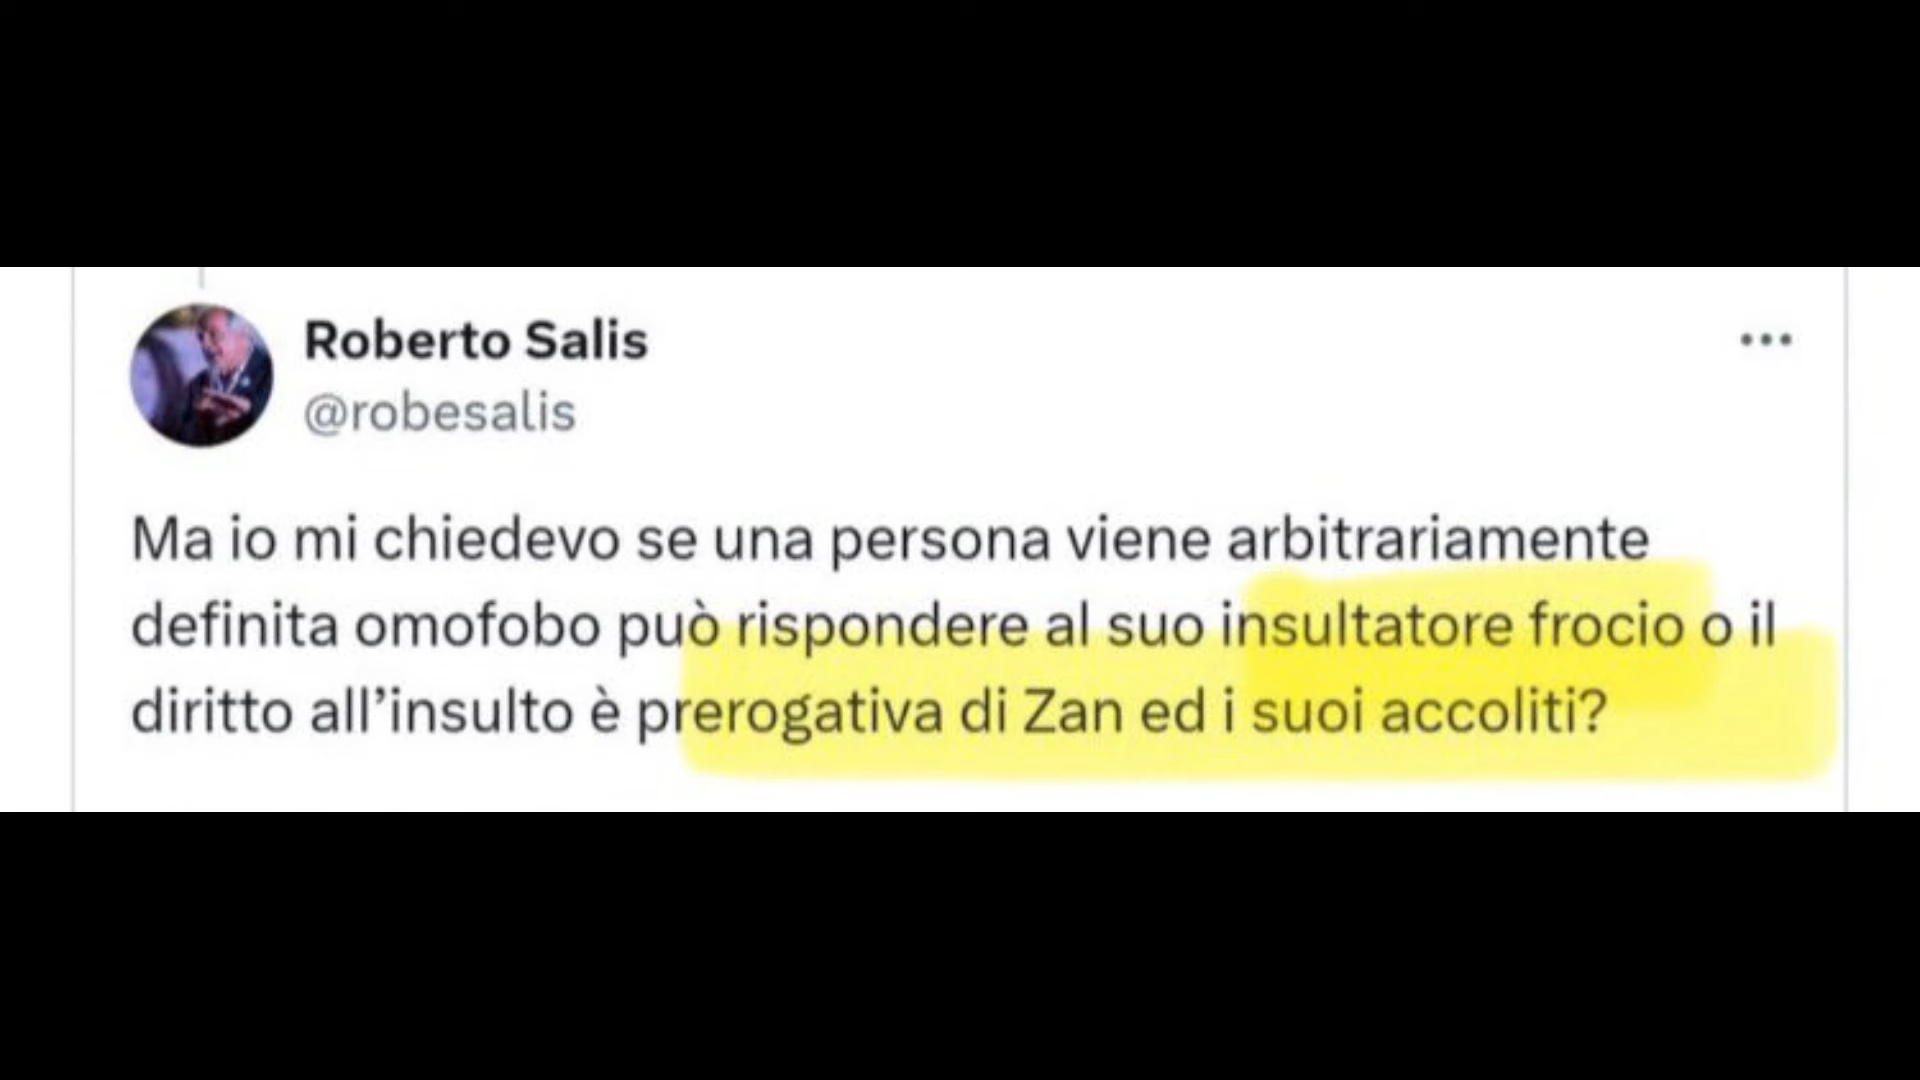 Roberto Salis
@robesalis
Ma io mi chiedevo se una persona viene arbitrariamente
definita omofobo può rispondere al suo insultatore frocio o il
diritto all’insulto è prerogativa di Zan ed i suoi accoliti?